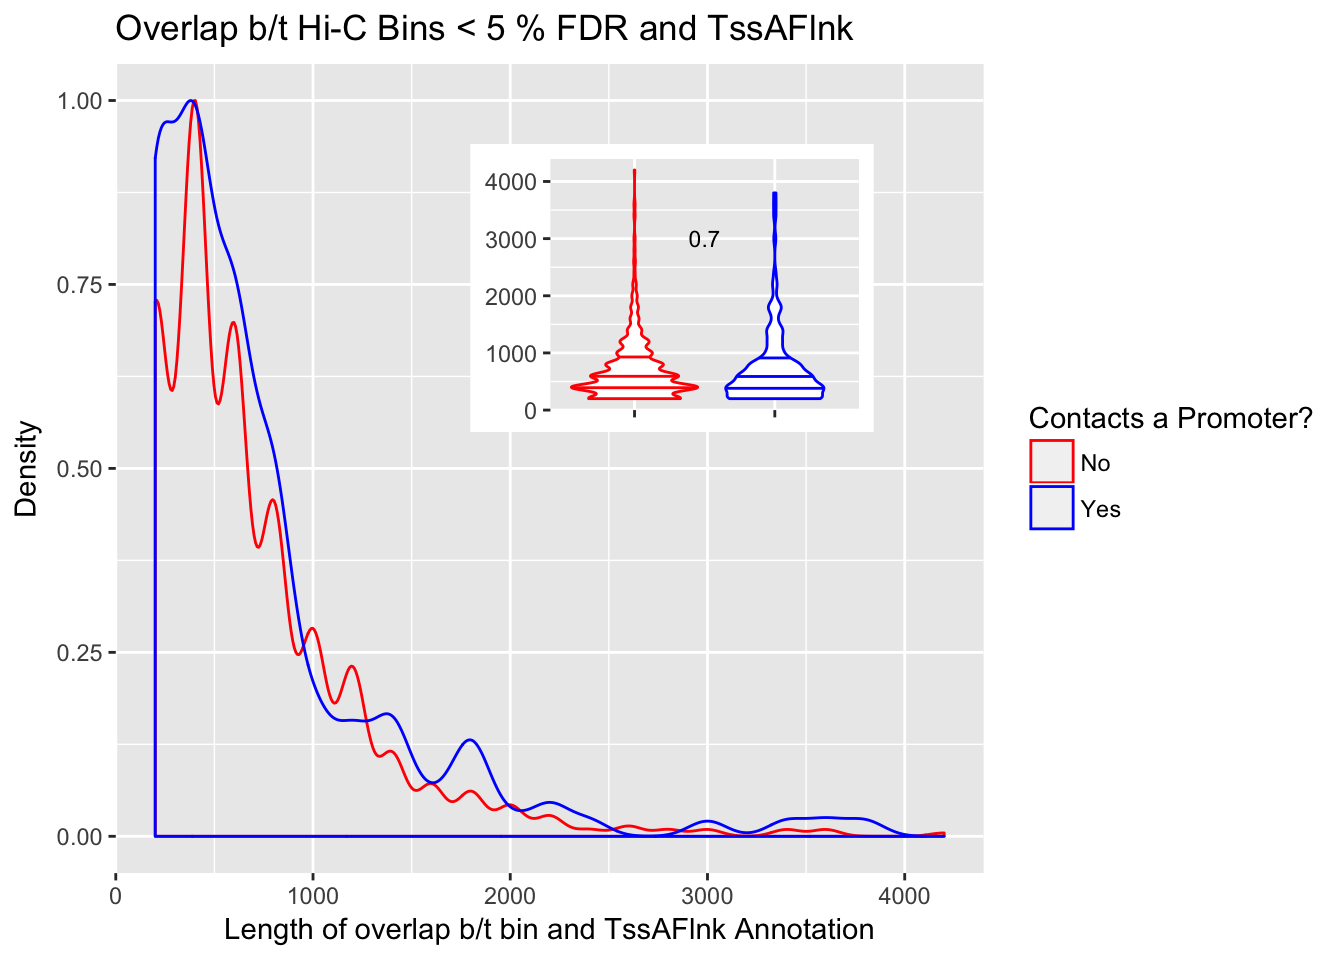 Overlap b/t Hi-C Bins < 5 % FDR and TssAFlnk
1.00
0.75
0.50
0.25
0.00
Density
0
1000
2000
3000
4000
Length of overlap b/t bin and TssAFlnk Annotation
4000
3000
2000
1000
0
0.7
Contacts a Promoter?
No
Yes